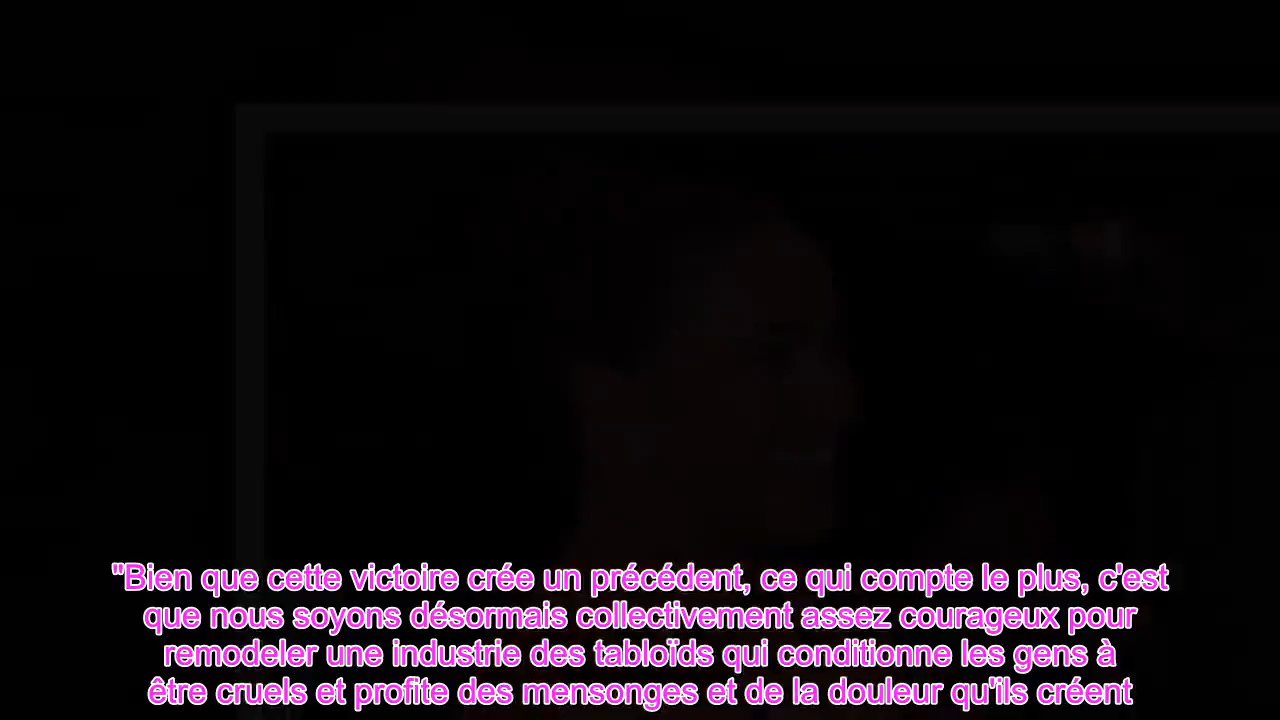 "Bien que cette victoire crée un précédent, ce qui compte le plus, c'est
que nous soyons désormais collectivement assez courageux pour
remodeler une industrie des tabloïds qui conditionne les gens à
être cruels et profite des mensonges et de la douleur qu'ils créent